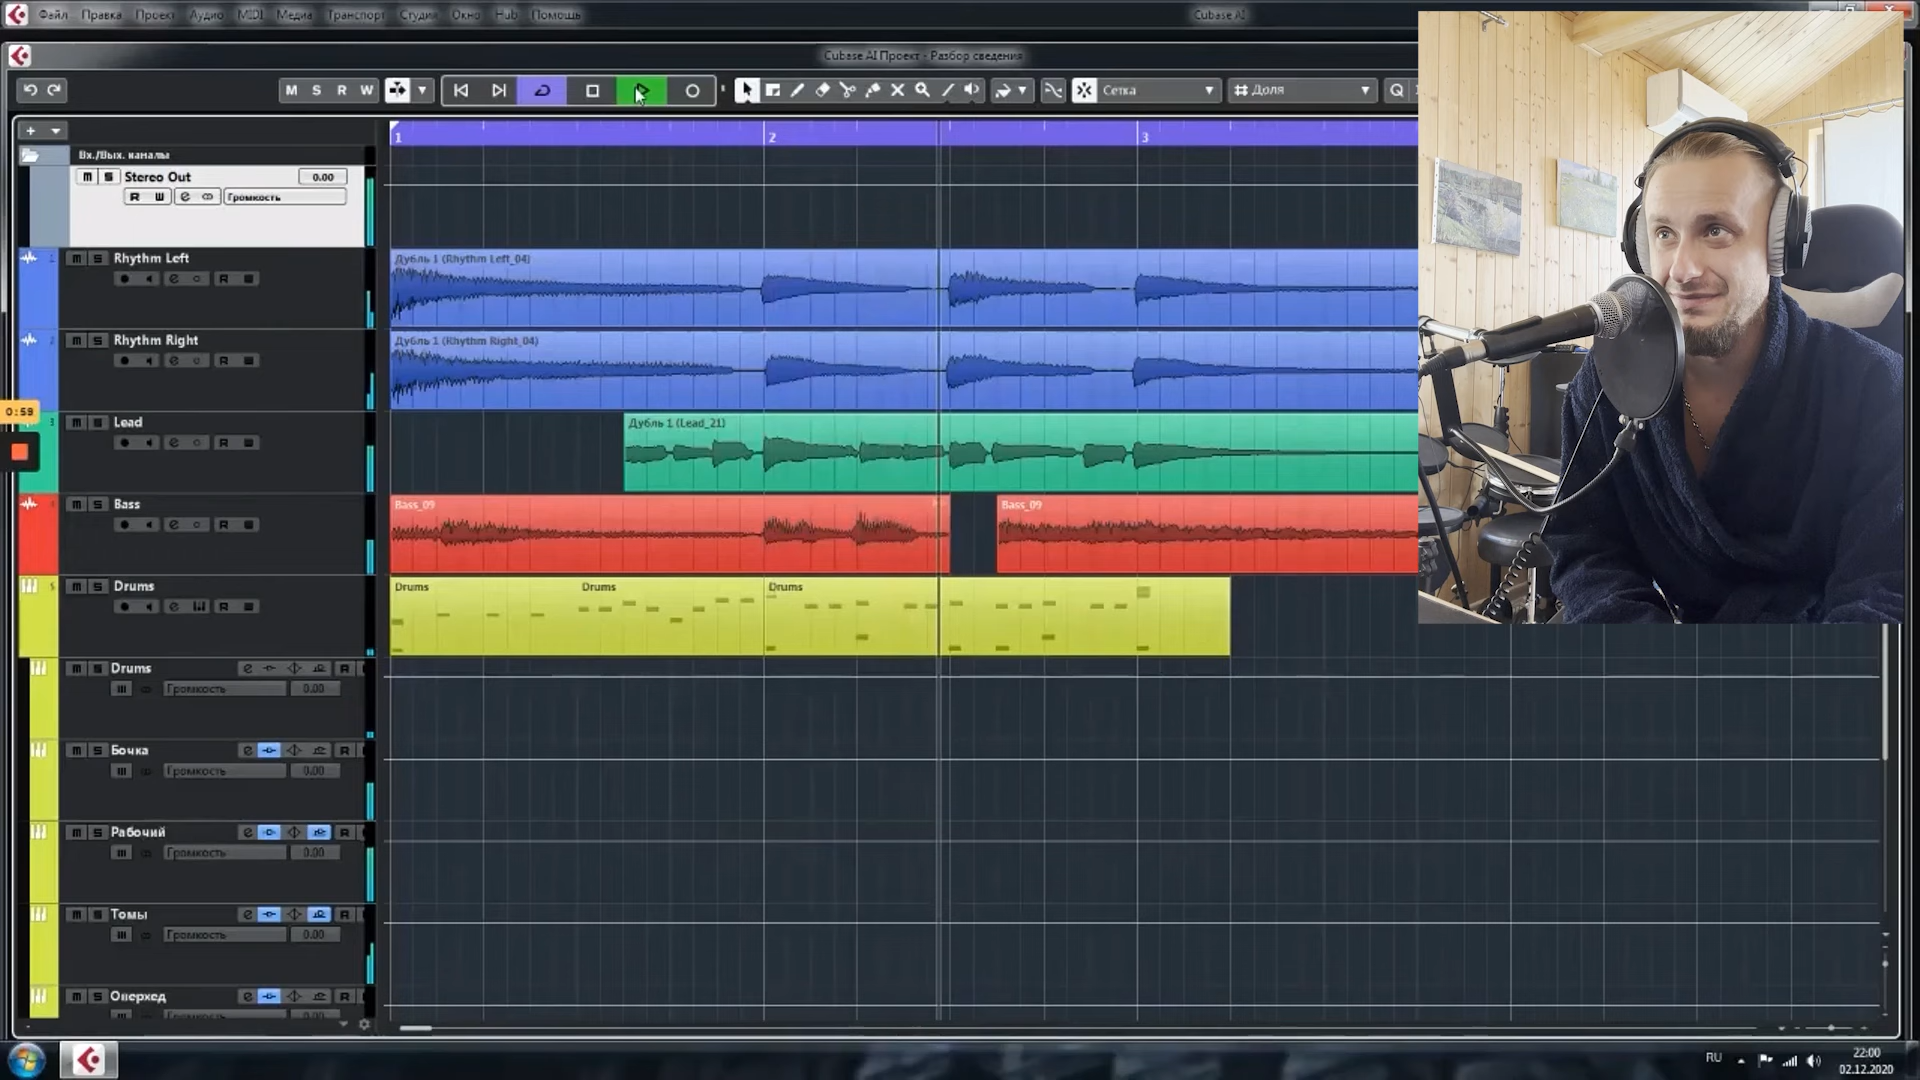 Файл Правка Проект Аудио MIDI Медиа Транспорт Студия Окно Hub Помощь Cubase AI
Cubase AI Проект - Разбор сведения
M S R W Сетка Доля Q
1 2 3
Вх./Вых. каналы
m S Stereo Out 0.00
R Громкость
1 m S Rhythm Left
R
Дубль 1 (Rhythm Left_04)
2 m S Rhythm Right
R
Дубль 1 (Rhythm Right_04)
0:59
3 m S Lead
R
Дубль 1 (Lead_21)
m S Bass
R
Bass_09 Bass_09
5 m S Drums
R
Drums Drums Drums
m S Drums R
Громкость 0.00
m S Бочка R
Громкость 0.00
m S Рабочий R
Громкость 0.00
m S Томы R
Громкость 0.00
m S Оверхед R
RU 22:00
02.12.2020